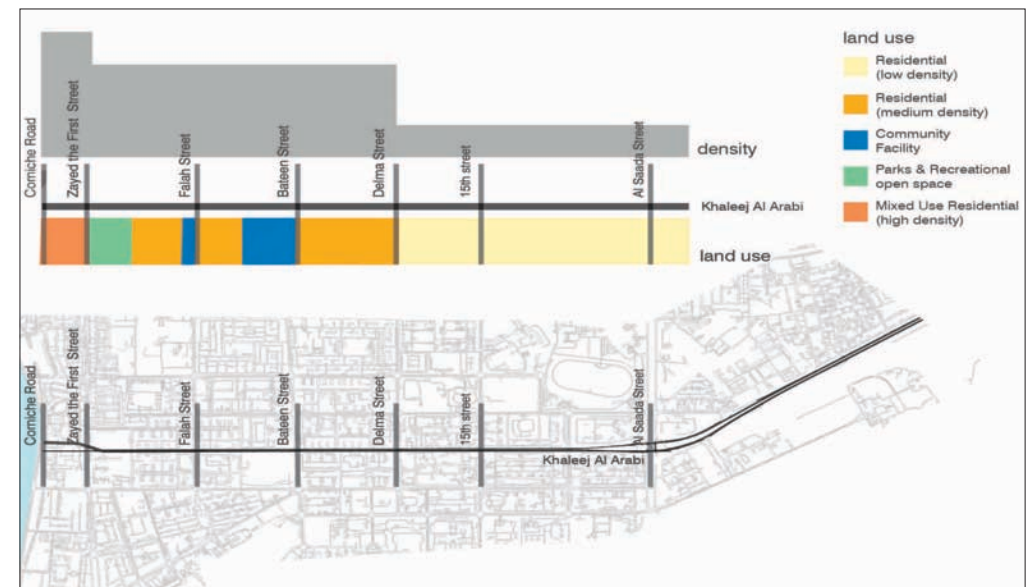 land use
Residential
(low density)
Residential
(medium density)
Community
Facility
Parks & Recreational
open space
Mixed Use Residential
(high density)
Corniche Road
Zayed the First Street
Falah Street
Bateen Street
Delma Street
15th street
Al Saada Street
density
Khaleej Al Arabi
land use
Corniche Road
Zayed the First Street
Falah Street
Bateen Street
Delma Street
15th street
Al Saada Street
Khaleej Al Arabi